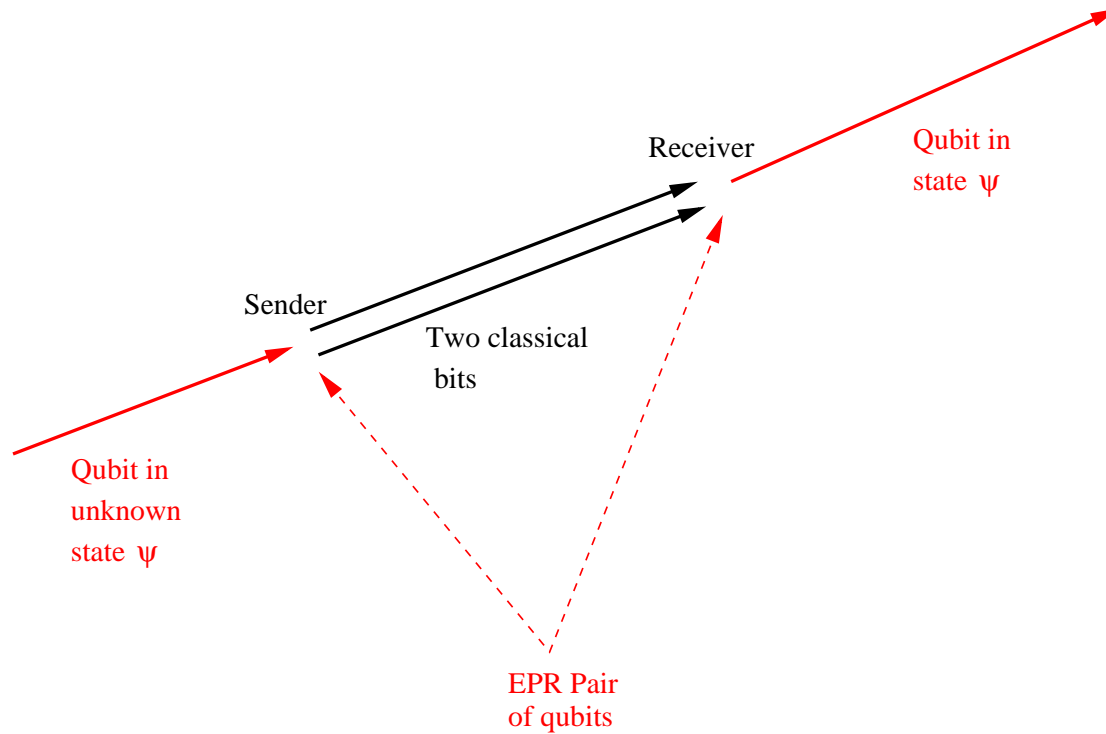 Qubit in
state ψ
Receiver
Sender
Two classical
bits
Qubit in
unknown
state ψ
EPR Pair
of qubits